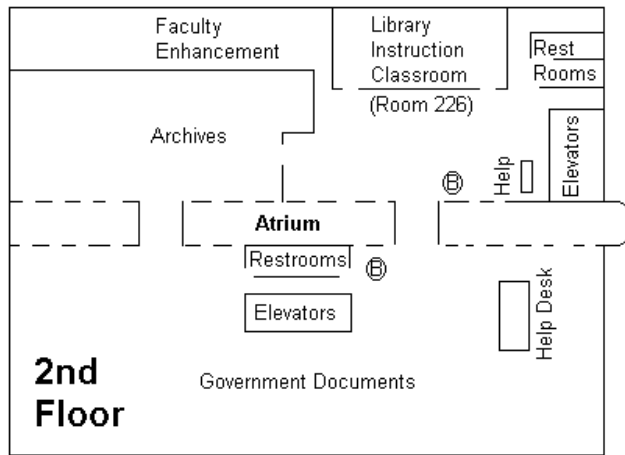 Faculty
Enhancement
Library
Instruction
Classroom
(Room 226)
Rest
Rooms
Archives
Help
Elevators
B
Atrium
Restrooms
B
Elevators
Help Desk
2nd
Floor
Government Documents